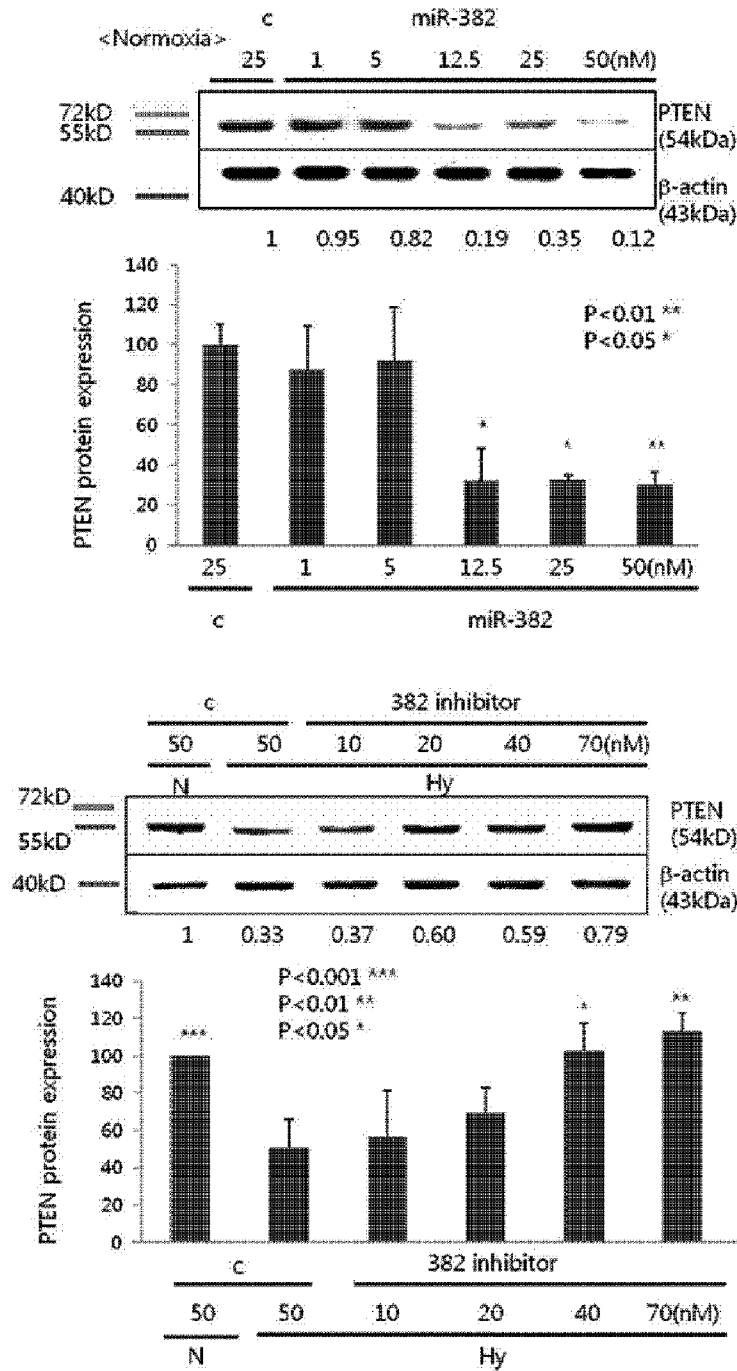 c miR-382
<Normoxia>
25 1 5 12.5 25 50(nM)
72kD
55kD
PTEN
(54kDa)
40kD
β-actin
(43kDa)
1 0.95 0.82 0.19 0.35 0.12
PTEN protein expression
140
120
100
80
60
40
20
0
P<0.01 **
P<0.05 *
* * **
25 1 5 12.5 25 50(nM)
c miR-382
c 382 inhibitor
50 50 10 20 40 70(nM)
N Hy
72kD
55kD
PTEN
(54kD)
40kD
β-actin
(43kDa)
1 0.33 0.37 0.60 0.59 0.79
PTEN protein expression
140
120
100
80
60
40
20
0
P<0.001 ***
P<0.01 **
P<0.05 *
*** * **
c 382 inhibitor
50 50 10 20 40 70(nM)
N Hy